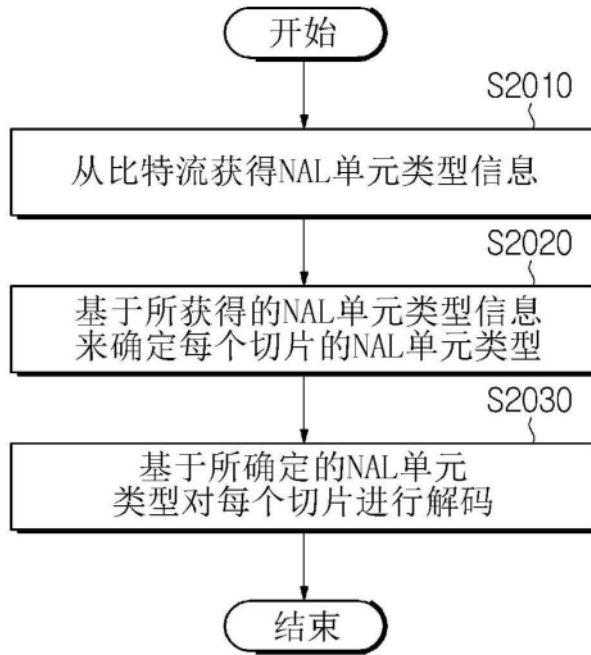 开始
S2010
从比特流获得NAL单元类型信息
S2020
基于所获得的NAL单元类型信息
来确定每个切片的NAL单元类型
S2030
基于所确定的NAL单元
类型对每个切片进行解码
结束